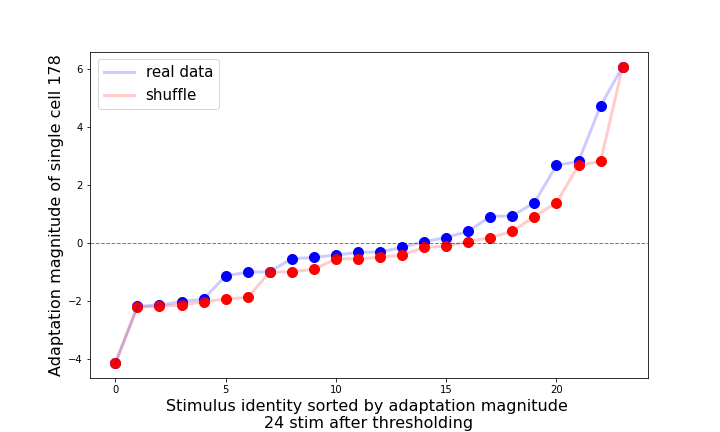 real data
shuffle
Adaptation magnitude of single cell 178
6
4
2
0
−2
−4
0
5
10
15
20
Stimulus identity sorted by adaptation magnitude
24 stim after thresholding